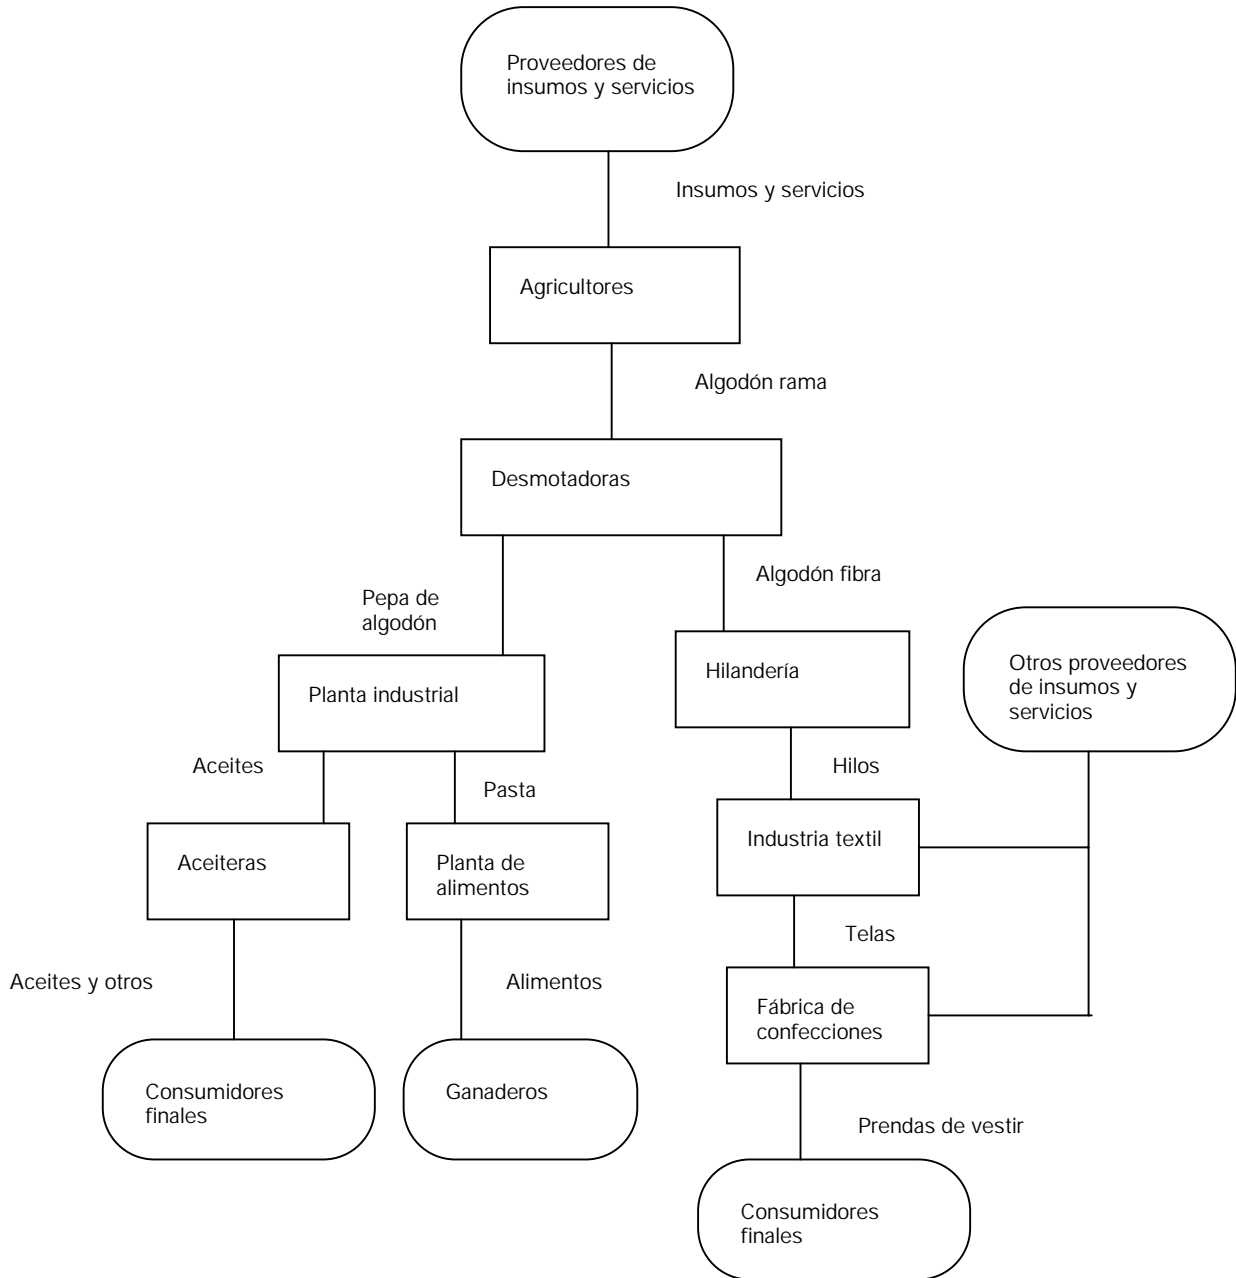 Proveedores de
insumos y servicios
Insumos y servicios
Agricultores
Algodón rama
Desmotadoras
Algodón fibra
Pepa de
algodón
Hilandería
Otros proveedores
de insumos y
servicios
Planta industrial
Aceites
Hilos
Pasta
Industria textil
Aceiteras
Planta de
alimentos
Telas
Aceites y otros
Alimentos
Fábrica de
confecciones
Consumidores
finales
Ganaderos
Prendas de vestir
Consumidores
finales